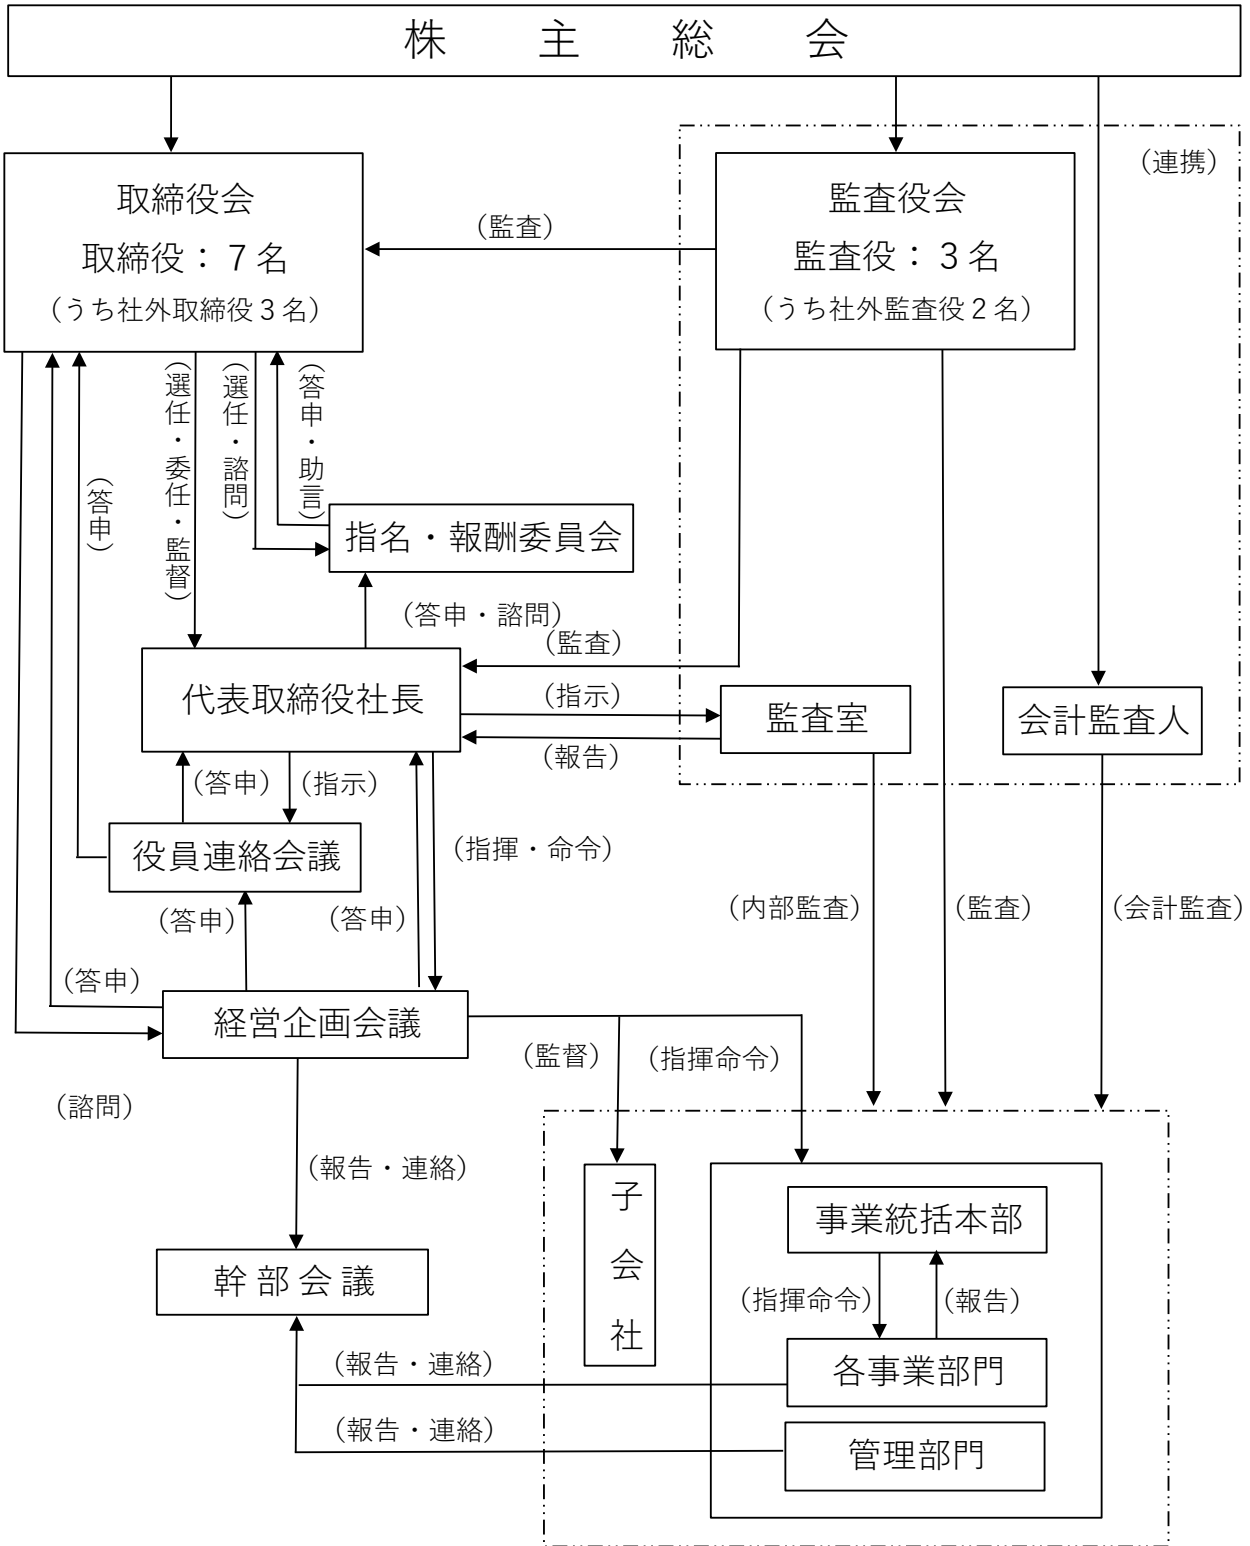 株主総会
(連携)
取締役会
取締役：７名
(うち社外取締役３名)
(監査)
監査役会
監査役：３名
(うち社外監査役２名)
(選任・委任・監督)
(選任・諮問)
(答申・助言)
(答申)
指名・報酬委員会
(答申・諮問)
(監査)
代表取締役社長
(指示)
(報告)
監査室
会計監査人
(答申)
(指示)
役員連絡会議
(指揮・命令)
(答申)
(答申)
(内部監査)
(監査)
(会計監査)
(答申)
経営企画会議
(監督)
(指揮命令)
(諮問)
(報告・連絡)
子会社
事業統括本部
幹部会議
(指揮命令)
(報告)
(報告・連絡)
各事業部門
(報告・連絡)
管理部門